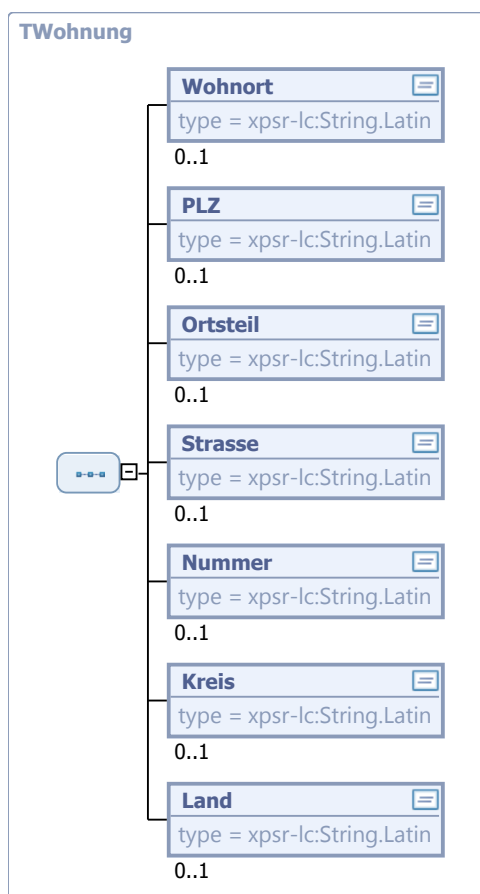 TWohnung
Wohnort
type = xpsr-lc:String.Latin
0..1
PLZ
type = xpsr-lc:String.Latin
0..1
Ortsteil
type = xpsr-lc:String.Latin
0..1
Strasse
type = xpsr-lc:String.Latin
0..1
Nummer
type = xpsr-lc:String.Latin
0..1
Kreis
type = xpsr-lc:String.Latin
0..1
Land
type = xpsr-lc:String.Latin
0..1